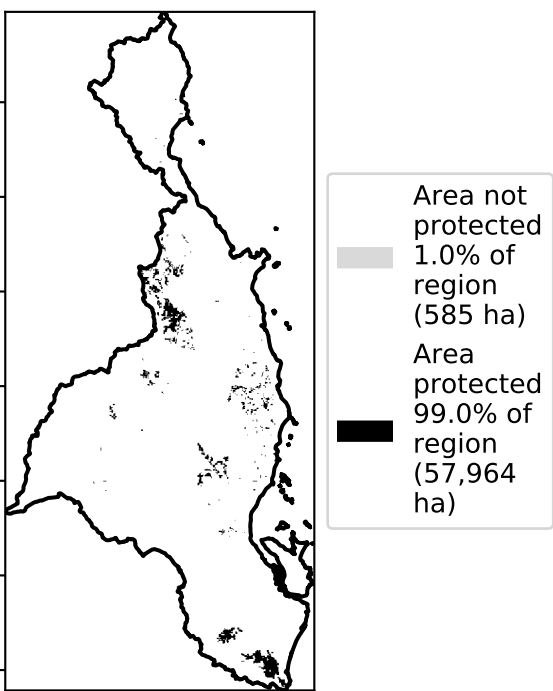 Area not
protected
1.0% of
region
(585 ha)
Area
protected
99.0% of
region
(57,964
ha)